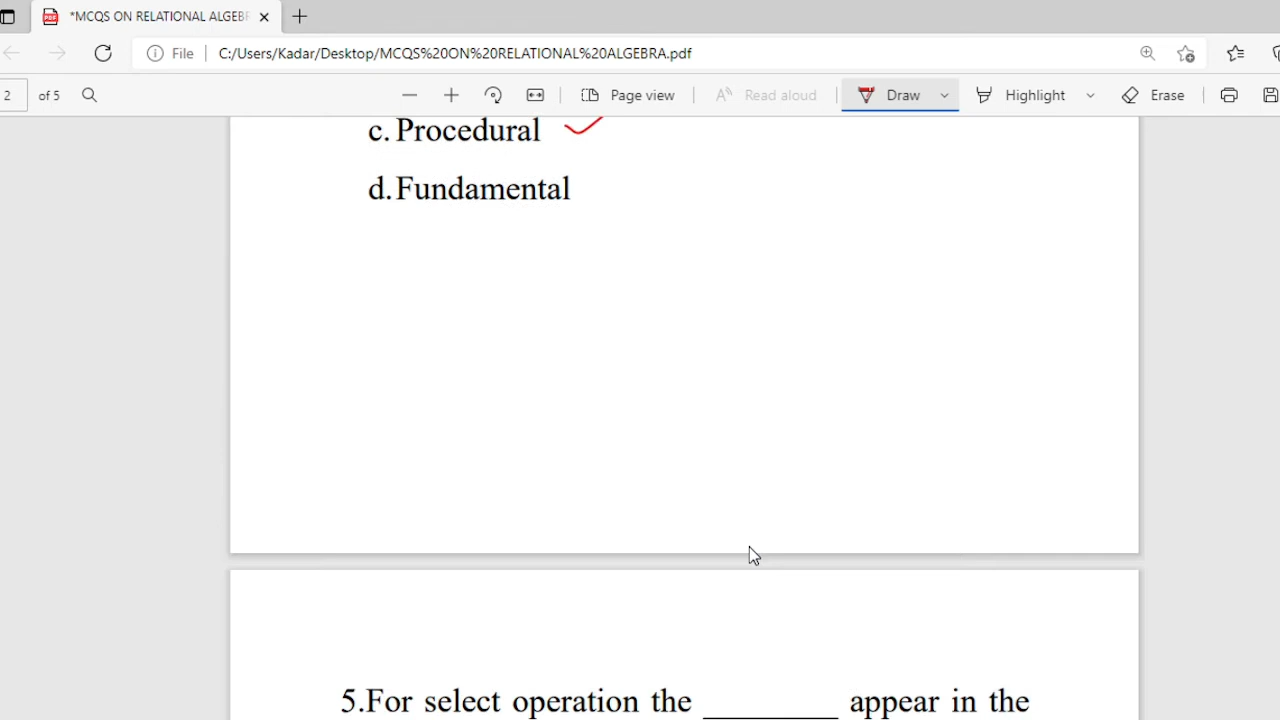 *MCQS ON RELATIONAL ALGEB
File C:/Users/Kadar/Desktop/MCQS%20ON%20RELATIONAL%20ALGEBRA.pdf
2 of 5 Page view Read aloud Draw Highlight Erase
c. Procedural
d. Fundamental
5.For select operation the ________ appear in the